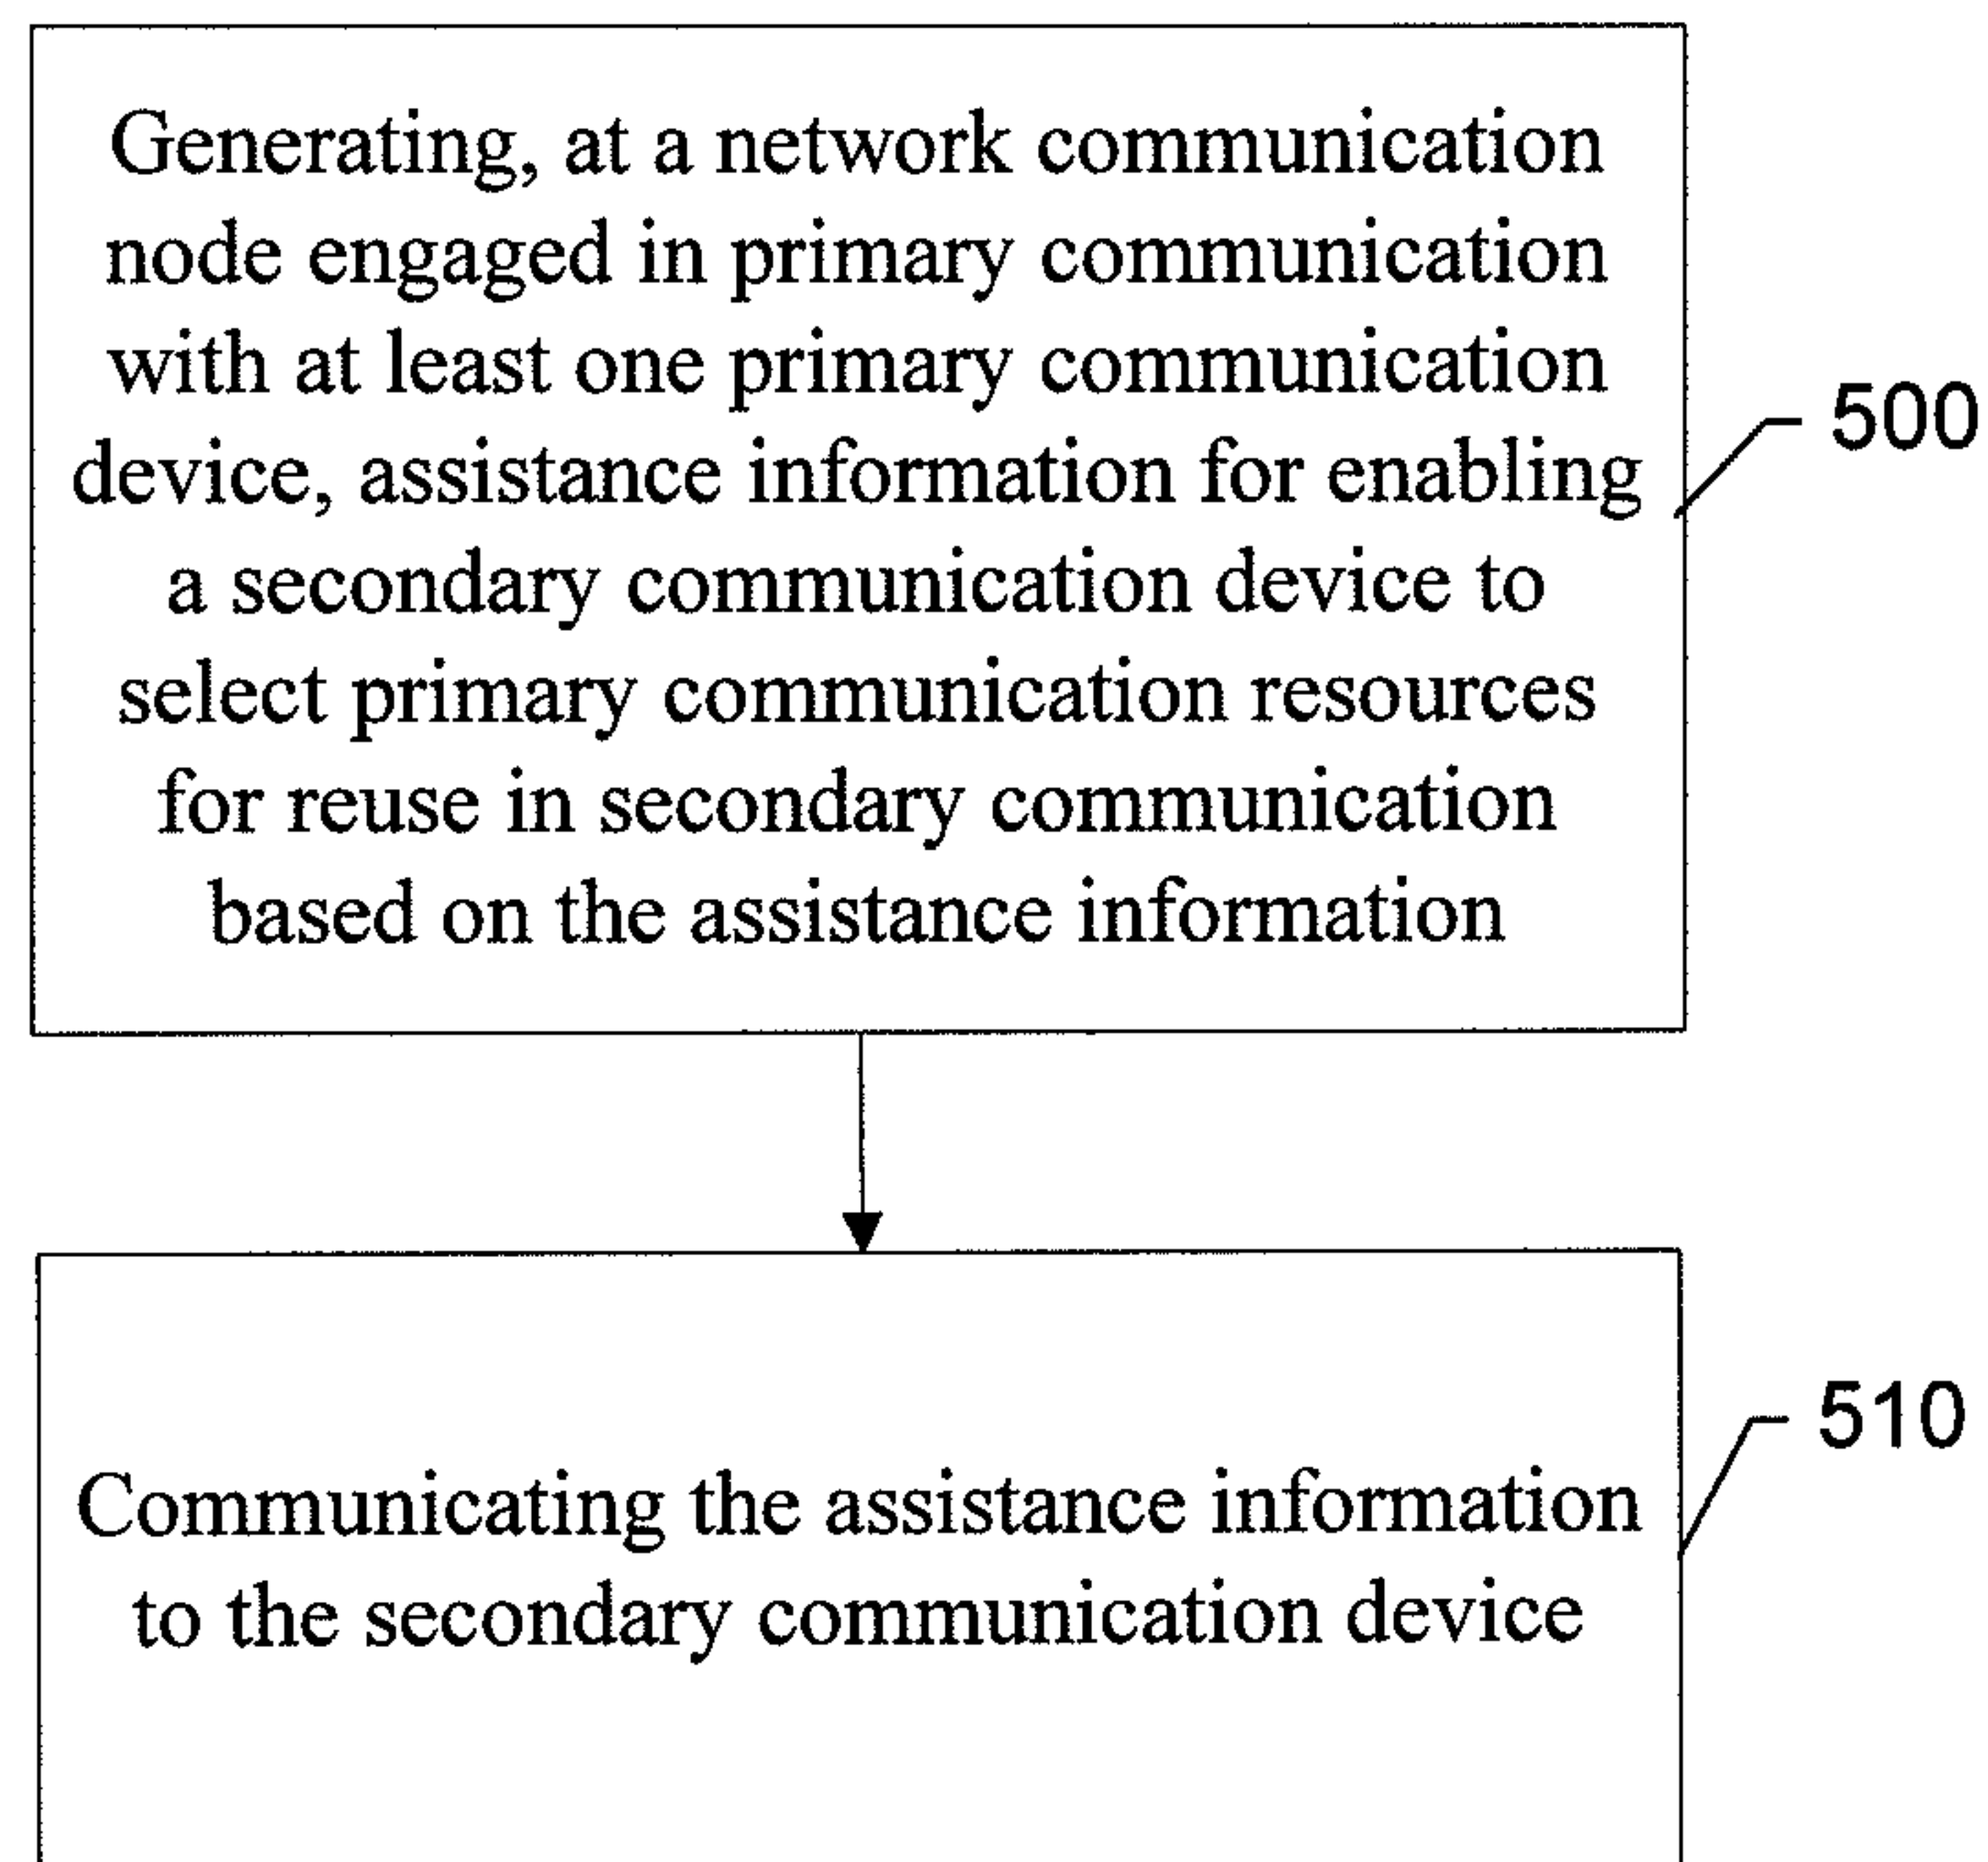 Generating, at a network communication
node engaged in primary communication
with at least one primary communication
device, assistance information for enabling
a secondary communication device to
select primary communication resources
for reuse in secondary communication
based on the assistance information
500
Communicating the assistance information
to the secondary communication device
510